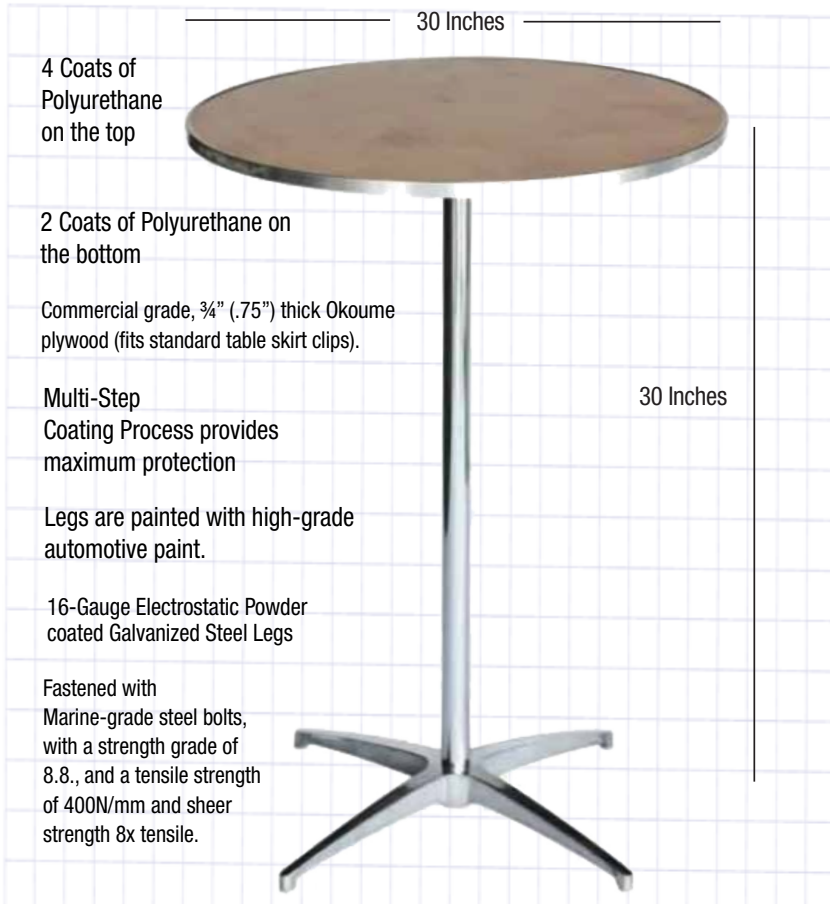 30 Inches
4 Coats of
Polyurethane
on the top
2 Coats of Polyurethane on
the bottom
Commercial grade, ¾” (.75”) thick Okoume
plywood (fits standard table skirt clips).
30 Inches
Multi-Step
Coating Process provides
maximum protection
Legs are painted with high-grade
automotive paint.
16-Gauge Electrostatic Powder
coated Galvanized Steel Legs
Fastened with
Marine-grade steel bolts,
with a strength grade of
8.8., and a tensile strength
of 400N/mm and sheer
strength 8x tensile.